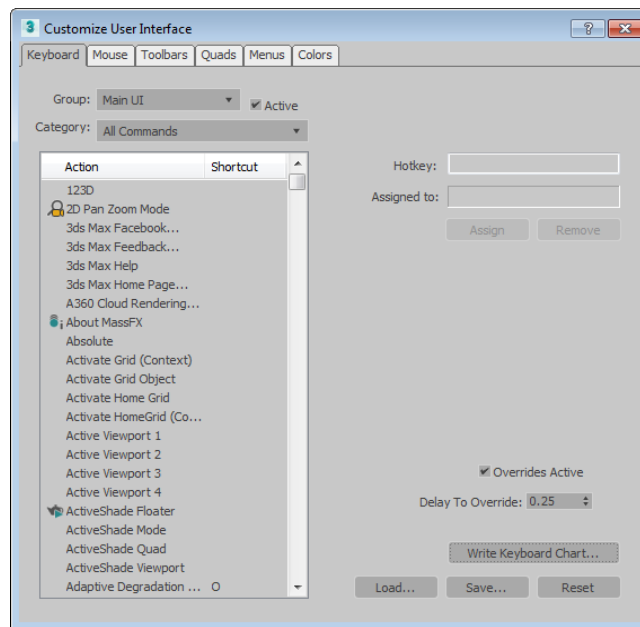 Customize User Interface
Keyboard Mouse Toolbars Quads Menus Colors
Group: Main UI Active
Category: All Commands
Action Shortcut
123D
2D Pan Zoom Mode
3ds Max Facebook...
3ds Max Feedback...
3ds Max Help
3ds Max Home Page...
A360 Cloud Rendering...
About MassFX
Absolute
Activate Grid (Context)
Activate Grid Object
Activate Home Grid
Activate HomeGrid (Co...
Active Viewport 1
Active Viewport 2
Active Viewport 3
Active Viewport 4
ActiveShade Floater
ActiveShade Mode
ActiveShade Quad
ActiveShade Viewport
Adaptive Degradation ... O
Hotkey:
Assigned to:
Assign Remove
Overrides Active
Delay To Override: 0.25
Write Keyboard Chart...
Load... Save... Reset